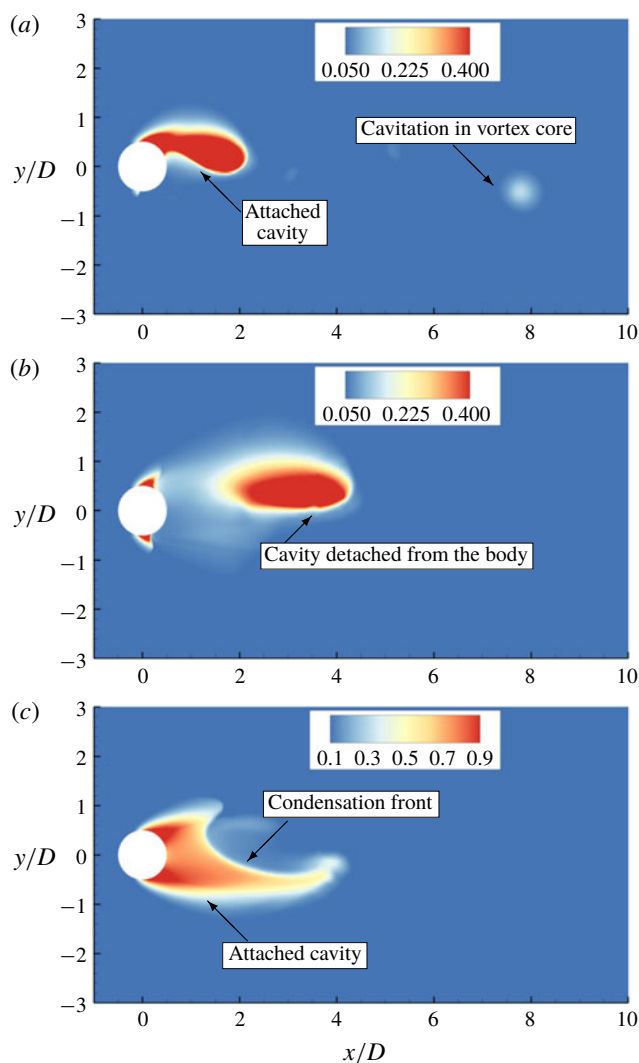 (a)
3
2
1
0
−1
−2
−3
y/D
0.050 0.225 0.400
Cavitation in vortex core
Attached
cavity
0 2 4 6 8 10
(b)
3
2
1
0
−1
−2
−3
y/D
0.050 0.225 0.400
Cavity detached from the body
0 2 4 6 8 10
(c)
3
2
1
0
−1
−2
−3
y/D
0.1 0.3 0.5 0.7 0.9
Condensation front
Attached cavity
0 2 4 6 8 10
x/D